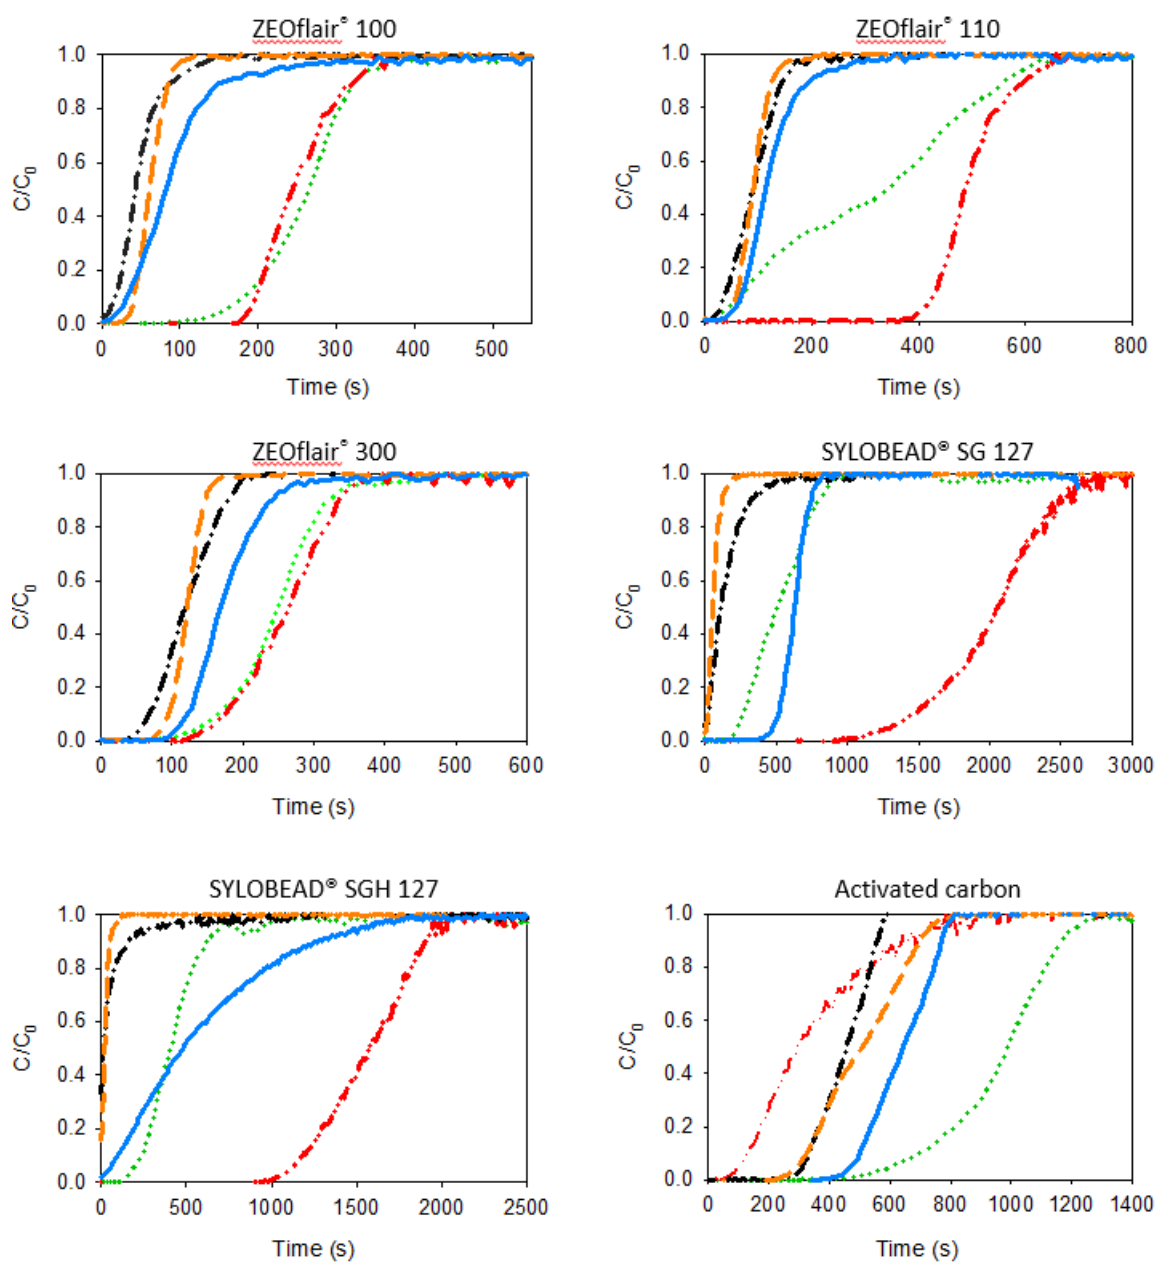 ZEOflair® 100
1.0
0.8
0.6
0.4
0.2
0.0
C/C0
0 100 200 300 400 500
Time (s)
ZEOflair® 110
1.0
0.8
0.6
0.4
0.2
0.0
C/C0
0 200 400 600 800
Time (s)
ZEOflair® 300
1.0
0.8
0.6
0.4
0.2
0.0
C/C0
0 100 200 300 400 500 600
Time (s)
SYLOBEAD® SG 127
1.0
0.8
0.6
0.4
0.2
0.0
C/C0
0 500 1000 1500 2000 2500 3000
Time (s)
SYLOBEAD® SGH 127
1.0
0.8
0.6
0.4
0.2
0.0
C/C0
0 500 1000 1500 2000 2500
Time (s)
Activated carbon
1.0
0.8
0.6
0.4
0.2
0.0
C/C0
0 200 400 600 800 1000 1200 1400
Time (s)